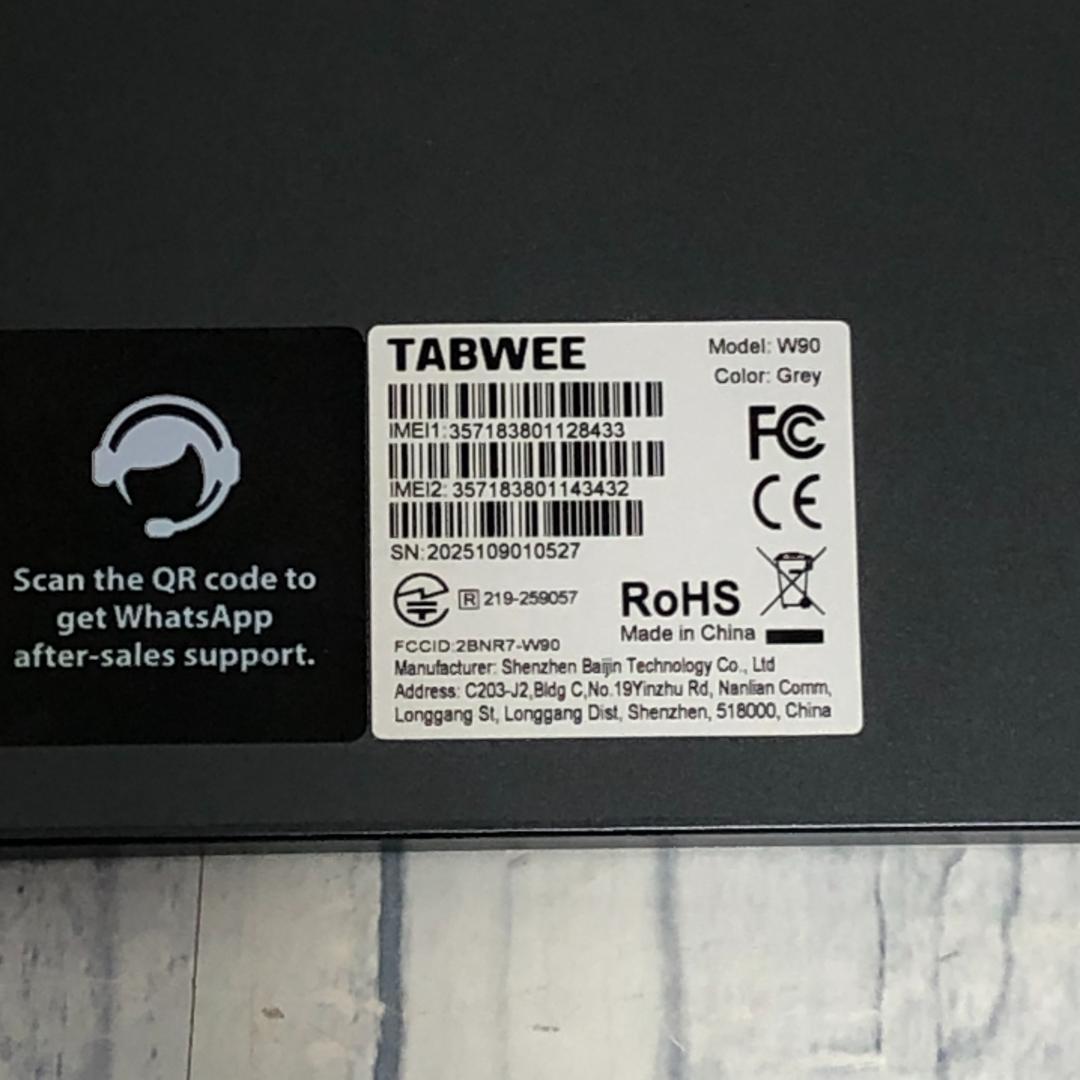 Scan the QR code to
get WhatsApp
after-sales support.
TABWEE
Model: W90
Color: Grey
IMEI1:357183801128433
IMEI2: 357183801143432
SN:2025109010527
FC
CE
R 219-259057
RoHS
Made in China
FCCID:2BNR7-W90
Manufacturer: Shenzhen Baijin Technology Co., Ltd
Address: C203-J2,Bldg C,No.19Yinzhu Rd, Nanlian Comm,
Longgang St, Longgang Dist, Shenzhen, 518000, China